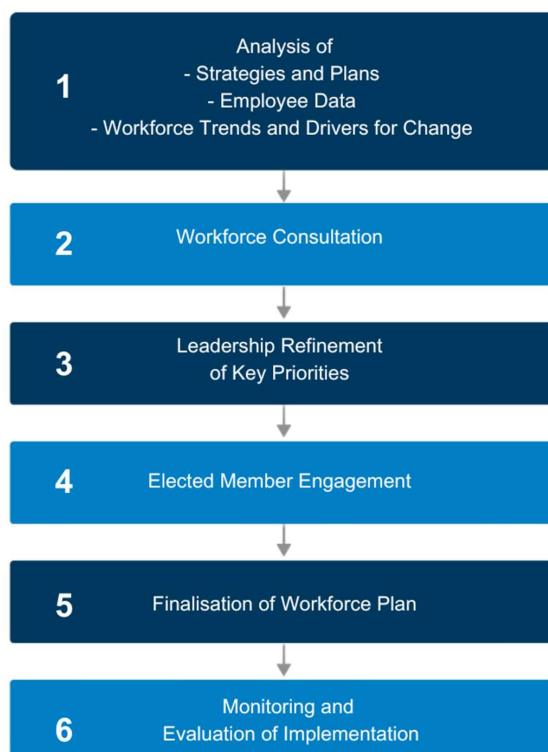 1
Analysis of
- Strategies and Plans
- Employee Data
- Workforce Trends and Drivers for Change
2
Workforce Consultation
3
Leadership Refinement
of Key Priorities
4
Elected Member Engagement
5
Finalisation of Workforce Plan
6
Monitoring and
Evaluation of Implementation